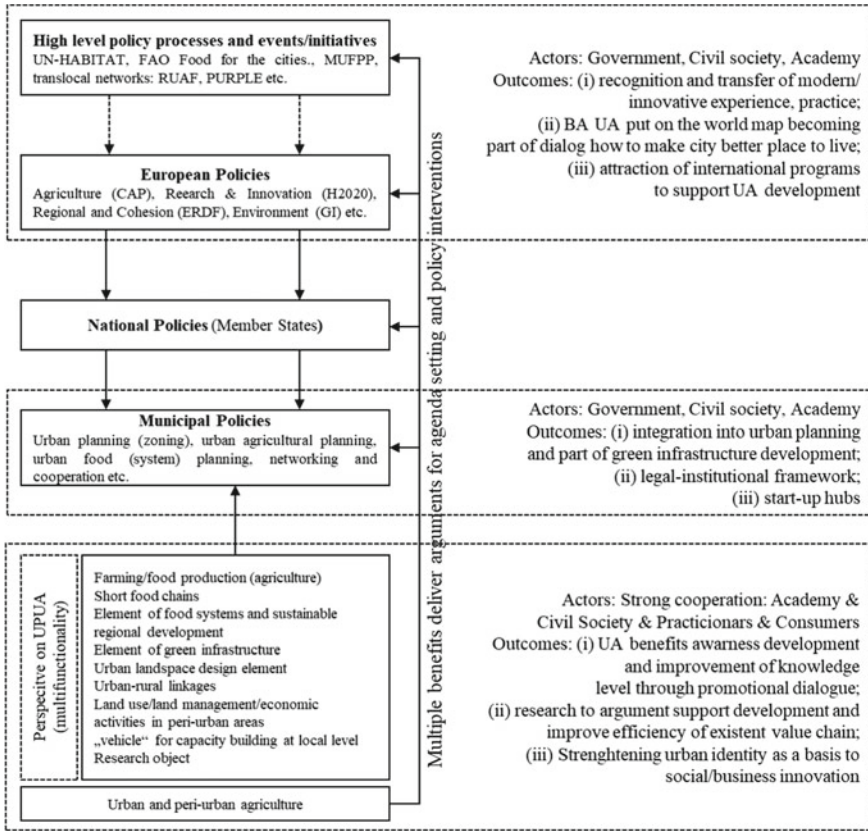 High level policy processes and events/initiatives
UN-HABITAT, FAO Food for the cities., MUFPP,
translocal networks: RUAF, PURPLE etc.
European Policies
Agriculture (CAP), Reearch & Innovation (H2020),
Regional and Cohesion (ERDF), Environment (GI) etc.
National Policies (Member States)
Municipal Policies
Urban planning (zoning), urban agricultural planning,
urban food (system) planning, networking and
cooperation etc.
Perspecitve on UPUA
(multifunctionality)
Farming/food production (agriculture)
Short food chains
Element of food systems and sustainable
regional development
Element of green infrastructure
Urban landspace design element
Urban-rural linkages
Land use/land management/economic
activities in peri-urban areas
„vehicle“ for capacity building at local level
Research object
Urban and peri-urban agriculture
Multiple benefits deliver arguments for agenda setting and policy interventions
Actors: Government, Civil society, Academy
Outcomes: (i) recognition and transfer of modern/
innovative experience, practice;
(ii) BA UA put on the world map becoming
part of dialog how to make city better place to live;
(iii) attraction of international programs
to support UA development
Actors: Government, Civil society, Academy
Outcomes: (i) integration into urban planning
and part of green infrastructure development;
(ii) legal-institutional framework;
(iii) start-up hubs
Actors: Strong cooperation: Academy &
Civil Society & Practicionars & Consumers
Outcomes: (i) UA benefits awarness development
and improvement of knowledge
level through promotional dialogue;
(ii) research to argument support development and
improve efficiency of existent value chain;
(iii) Strenghtening urban identity as a basis to
social/business innovation